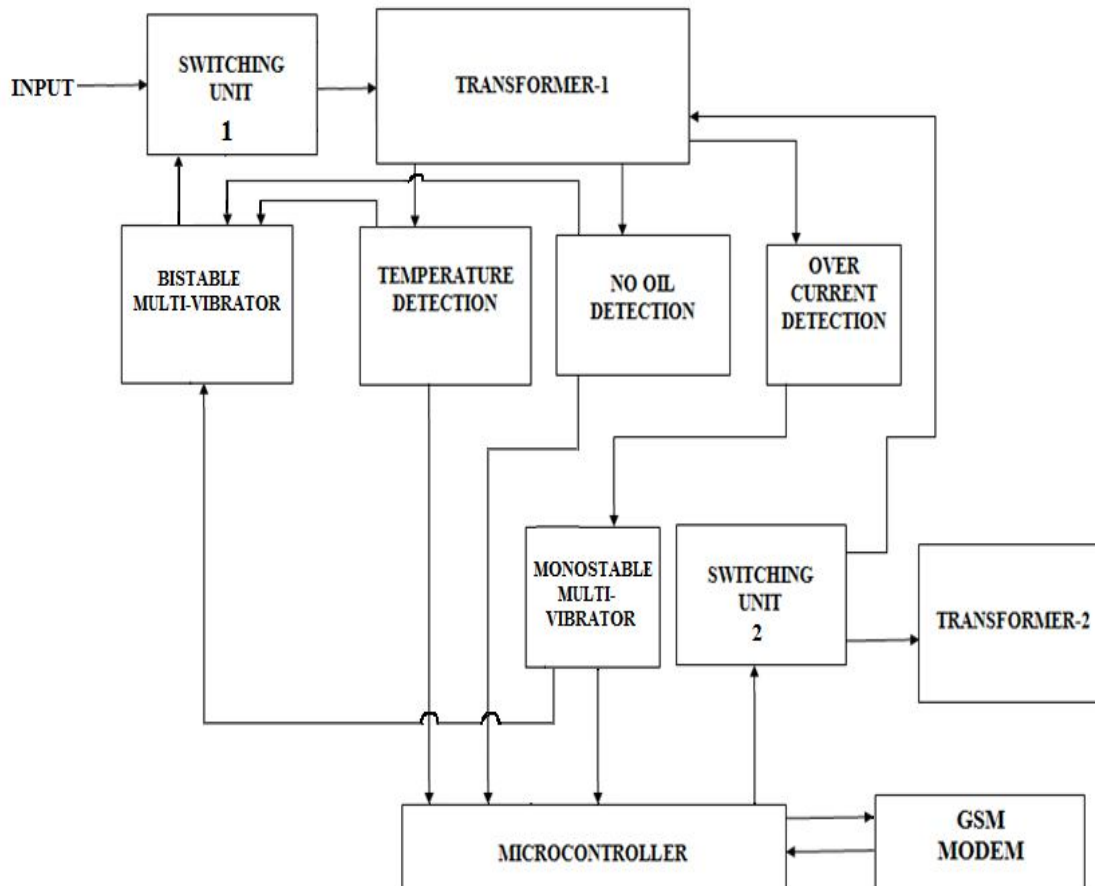 INPUT
SWITCHING
UNIT
1
TRANSFORMER-1
BISTABLE
MULTI-VIBRATOR
TEMPERATURE
DETECTION
NO OIL
DETECTION
OVER
CURRENT
DETECTION
MONOSTABLE
MULTI-
VIBRATOR
SWITCHING
UNIT
2
TRANSFORMER-2
MICROCONTROLLER
GSM
MODEM